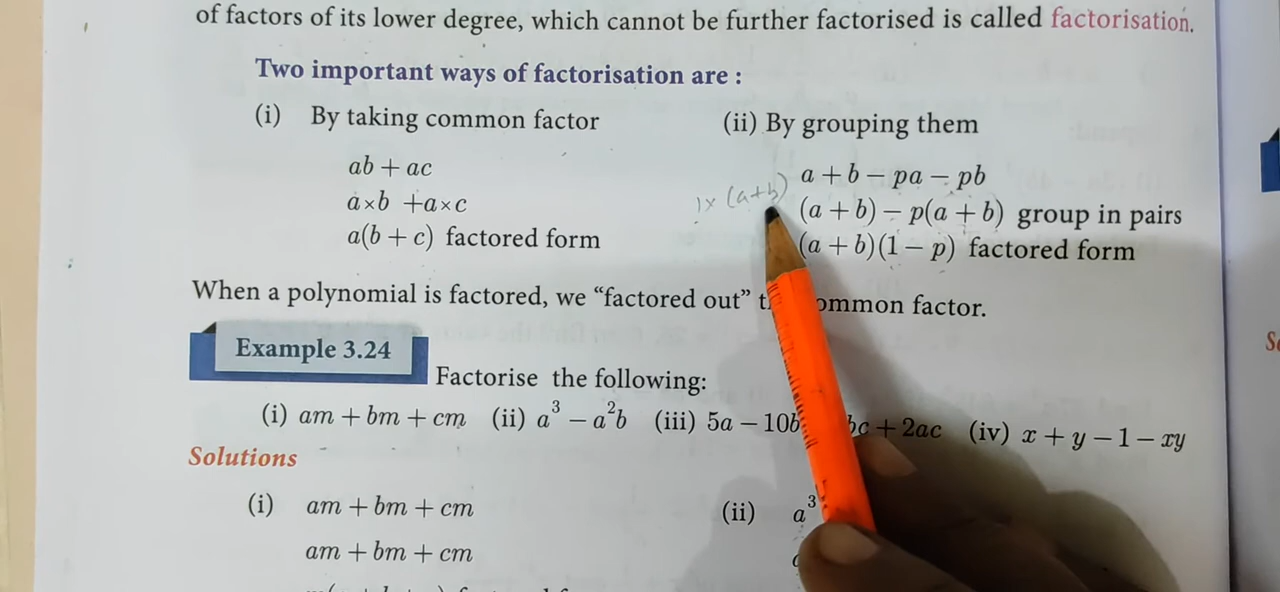 of factors of its lower degree, which cannot be further factorised is called factorisation.
Two important ways of factorisation are :
(i) By taking common factor
ab + ac
a×b +a×c
a(b + c) factored form
(ii) By grouping them
a + b − pa − pb
1× (a+b)
(a + b) − p(a + b) group in pairs
(a + b)(1 − p) factored form
When a polynomial is factored, we “factored out” ommon factor.
Example 3.24
Factorise the following:
(i) am + bm + cm (ii) a³ − a²b (iii) 5a − 10b bc + 2ac (iv) x + y − 1 − xy
Solutions
(i) am + bm + cm
am + bm + cm
(ii) a³